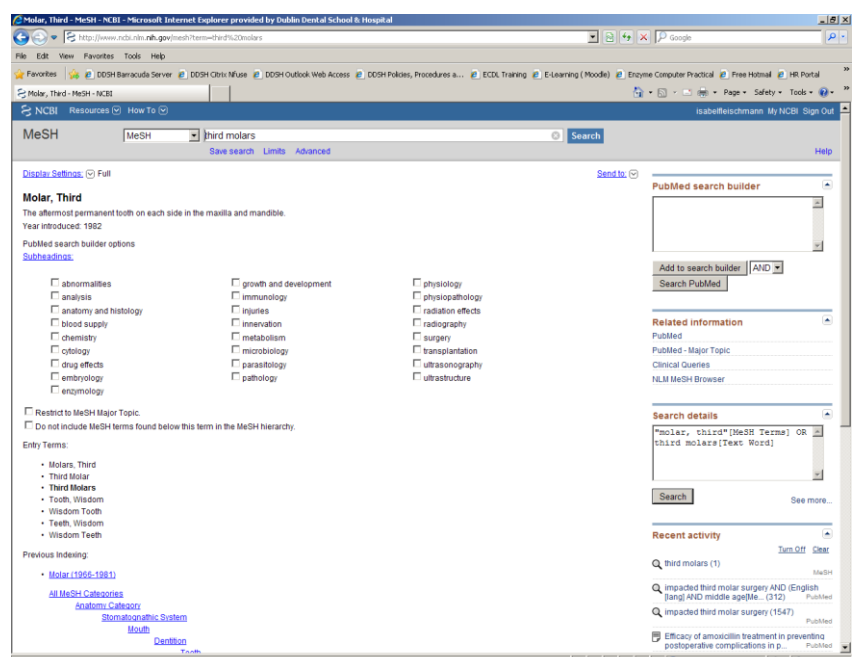 Molar, Third - MeSH - NCBI - Microsoft Internet Explorer provided by Dublin Dental School & Hospital
http://www.ncbi.nlm.nih.gov/mesh?term=third%20molars
Google
File Edit View Favorites Tools Help
Favorites DDSH Barracuda Server DDSH Citrix Nfuse DDSH Outlook Web Access DDSH Policies, Procedures a... ECDL Training E-Learning ( Moodle) Enzyme Computer Practical Free Hotmail HR Portal »
Molar, Third - MeSH - NCBI
Page Safety Tools »
NCBI Resources How To
isabelfleischmann My NCBI Sign Out
MeSH
MeSH
third molars
Search
Save search Limits Advanced
Help
Display Settings: Full
Send to:
Molar, Third
The aftermost permanent tooth on each side in the maxilla and mandible.
Year introduced: 1982
PubMed search builder options
Subheadings:
abnormalities
analysis
anatomy and histology
blood supply
chemistry
cytology
drug effects
embryology
enzymology
growth and development
immunology
injuries
innervation
metabolism
microbiology
parasitology
pathology
physiology
physiopathology
radiation effects
radiography
surgery
transplantation
ultrasonography
ultrastructure
Restrict to MeSH Major Topic.
Do not include MeSH terms found below this term in the MeSH hierarchy.
Entry Terms:
• Molars, Third
• Third Molar
• Third Molars
• Tooth, Wisdom
• Wisdom Tooth
• Teeth, Wisdom
• Wisdom Teeth
Previous Indexing:
• Molar (1966-1981)
All MeSH Categories
Anatomy Category
Stomatognathic System
Mouth
Dentition
Tooth
PubMed search builder
Add to search builder AND
Search PubMed
Related information
PubMed
PubMed - Major Topic
Clinical Queries
NLM MeSH Browser
Search details
"molar, third"[MeSH Terms] OR
third molars[Text Word]
Search
See more...
Recent activity
Turn Off Clear
third molars (1)
MeSH
impacted third molar surgery AND (English
[lang] AND middle age[Me... (312) PubMed
impacted third molar surgery (1547)
PubMed
Efficacy of amoxicillin treatment in preventing
postoperative complications in p... PubMed